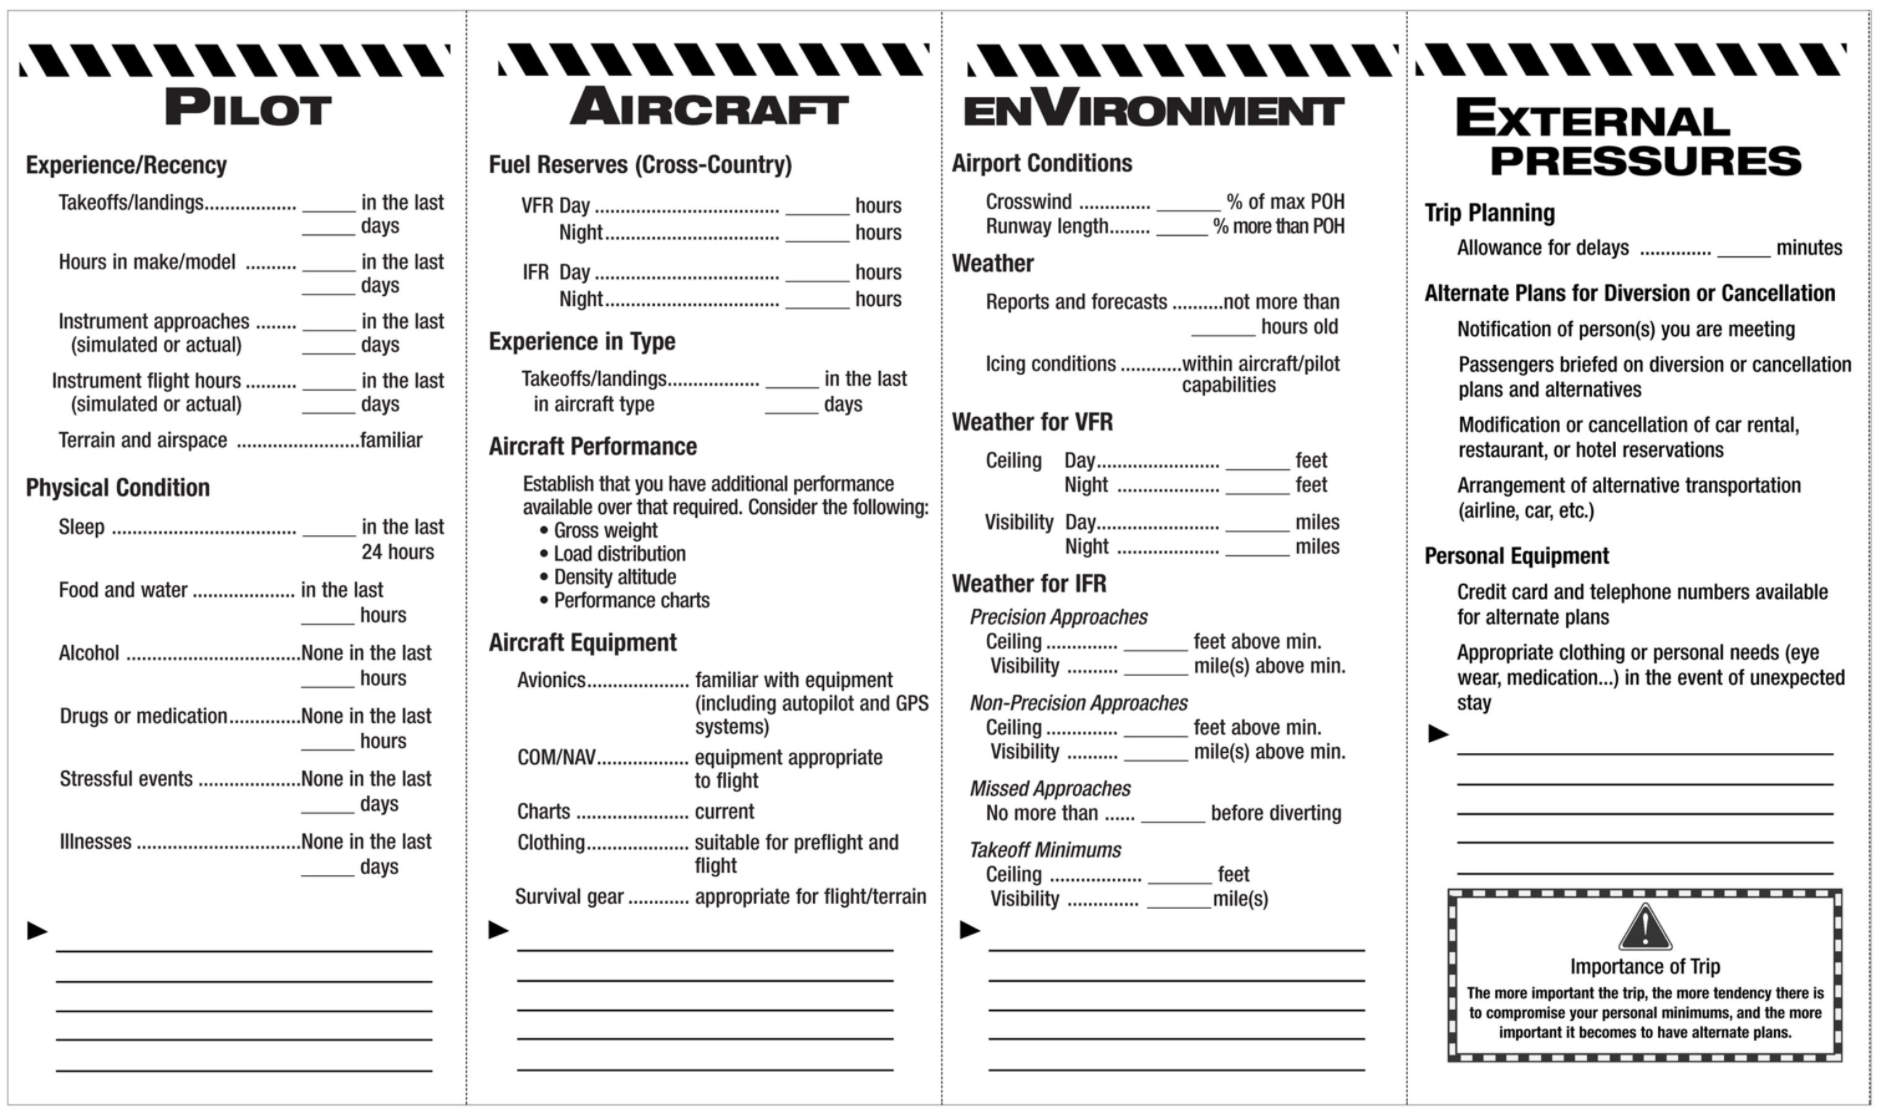 PILOT
Experience/Recency
Takeoffs/landings.................. _____ in the last
_____ days
Hours in make/model .......... _____ in the last
_____ days
Instrument approaches ........ _____ in the last
(simulated or actual) _____ days
Instrument flight hours .......... _____ in the last
(simulated or actual) _____ days
Terrain and airspace ........................familiar
Physical Condition
Sleep .................................... _____ in the last
24 hours
Food and water .................... in the last
_____ hours
Alcohol ..................................None in the last
_____ hours
Drugs or medication..............None in the last
_____ hours
Stressful events ....................None in the last
_____ days
Illnesses ................................None in the last
_____ days
AIRCRAFT
Fuel Reserves (Cross-Country)
VFR Day .................................... ______ hours
Night.................................. ______ hours
IFR Day .................................... ______ hours
Night.................................. ______ hours
Experience in Type
Takeoffs/landings.................. _____ in the last
in aircraft type _____ days
Aircraft Performance
Establish that you have additional performance
available over that required. Consider the following:
• Gross weight
• Load distribution
• Density altitude
• Performance charts
Aircraft Equipment
Avionics.................... familiar with equipment
(including autopilot and GPS
systems)
COM/NAV.................. equipment appropriate
to flight
Charts ...................... current
Clothing.................... suitable for preflight and
flight
Survival gear ............ appropriate for flight/terrain
ENVIRONMENT
Airport Conditions
Crosswind .............. ______ % of max POH
Runway length........ _____ % more than POH
Weather
Reports and forecasts ..........not more than
______ hours old
Icing conditions ............within aircraft/pilot
capabilities
Weather for VFR
Ceiling Day........................ ______ feet
Night .................... ______ feet
Visibility Day........................ ______ miles
Night .................... ______ miles
Weather for IFR
Precision Approaches
Ceiling .............. ______ feet above min.
Visibility .......... ______ mile(s) above min.
Non-Precision Approaches
Ceiling .............. ______ feet above min.
Visibility .......... ______ mile(s) above min.
Missed Approaches
No more than ...... ______ before diverting
Takeoff Minimums
Ceiling .................. ______ feet
Visibility .............. ______mile(s)
EXTERNAL
PRESSURES
Trip Planning
Allowance for delays .............. _____ minutes
Alternate Plans for Diversion or Cancellation
Notification of person(s) you are meeting
Passengers briefed on diversion or cancellation
plans and alternatives
Modification or cancellation of car rental,
restaurant, or hotel reservations
Arrangement of alternative transportation
(airline, car, etc.)
Personal Equipment
Credit card and telephone numbers available
for alternate plans
Appropriate clothing or personal needs (eye
wear, medication...) in the event of unexpected
stay
!
Importance of Trip
The more important the trip, the more tendency there is
to compromise your personal minimums, and the more
important it becomes to have alternate plans.